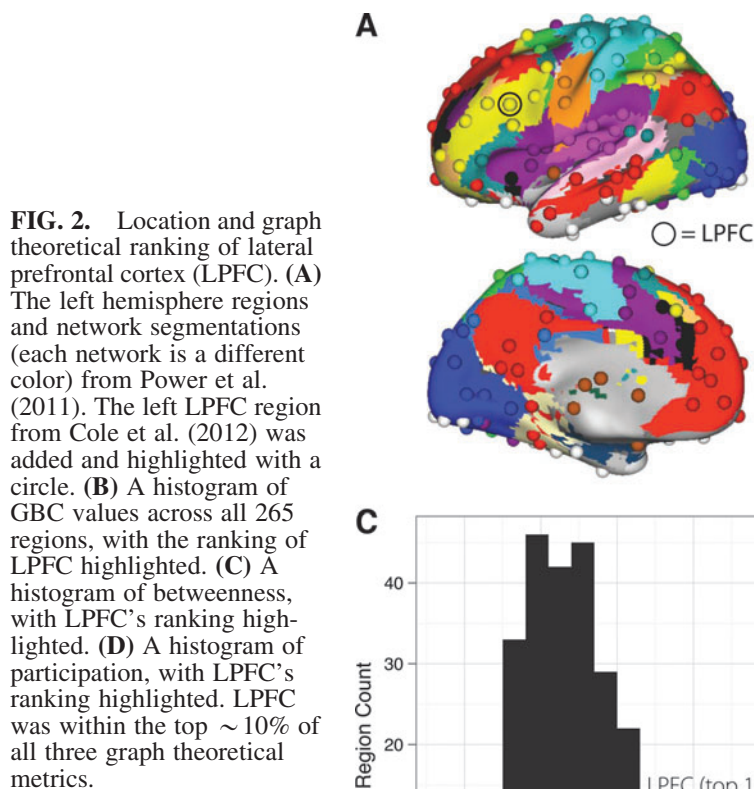 FIG. 2. Location and graph
theoretical ranking of lateral
prefrontal cortex (LPFC). (A)
The left hemisphere regions
and network segmentations
(each network is a different
color) from Power et al.
(2011). The left LPFC region
from Cole et al. (2012) was
added and highlighted with a
circle. (B) A histogram of
GBC values across all 265
regions, with the ranking of
LPFC highlighted. (C) A
histogram of betweenness,
with LPFC's ranking high-
lighted. (D) A histogram of
participation, with LPFC's
ranking highlighted. LPFC
was within the top ~10% of
all three graph theoretical
metrics.
A
= LPFC
C
40
30
20
Region Count
LPFC (top 1